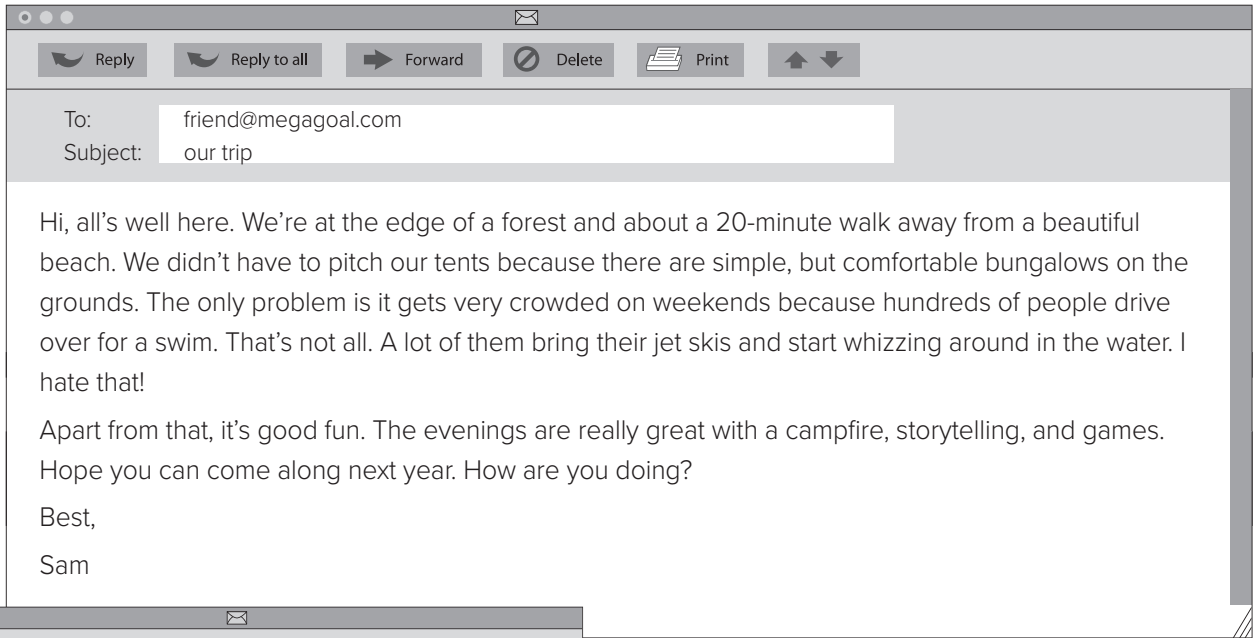 Reply Reply to all Forward Delete Print
To: friend@megagoal.com
Subject: our trip
Hi, all’s well here. We’re at the edge of a forest and about a 20-minute walk away from a beautiful
beach. We didn’t have to pitch our tents because there are simple, but comfortable bungalows on the
grounds. The only problem is it gets very crowded on weekends because hundreds of people drive
over for a swim. That’s not all. A lot of them bring their jet skis and start whizzing around in the water. I
hate that!
Apart from that, it’s good fun. The evenings are really great with a campfire, storytelling, and games.
Hope you can come along next year. How are you doing?
Best,
Sam